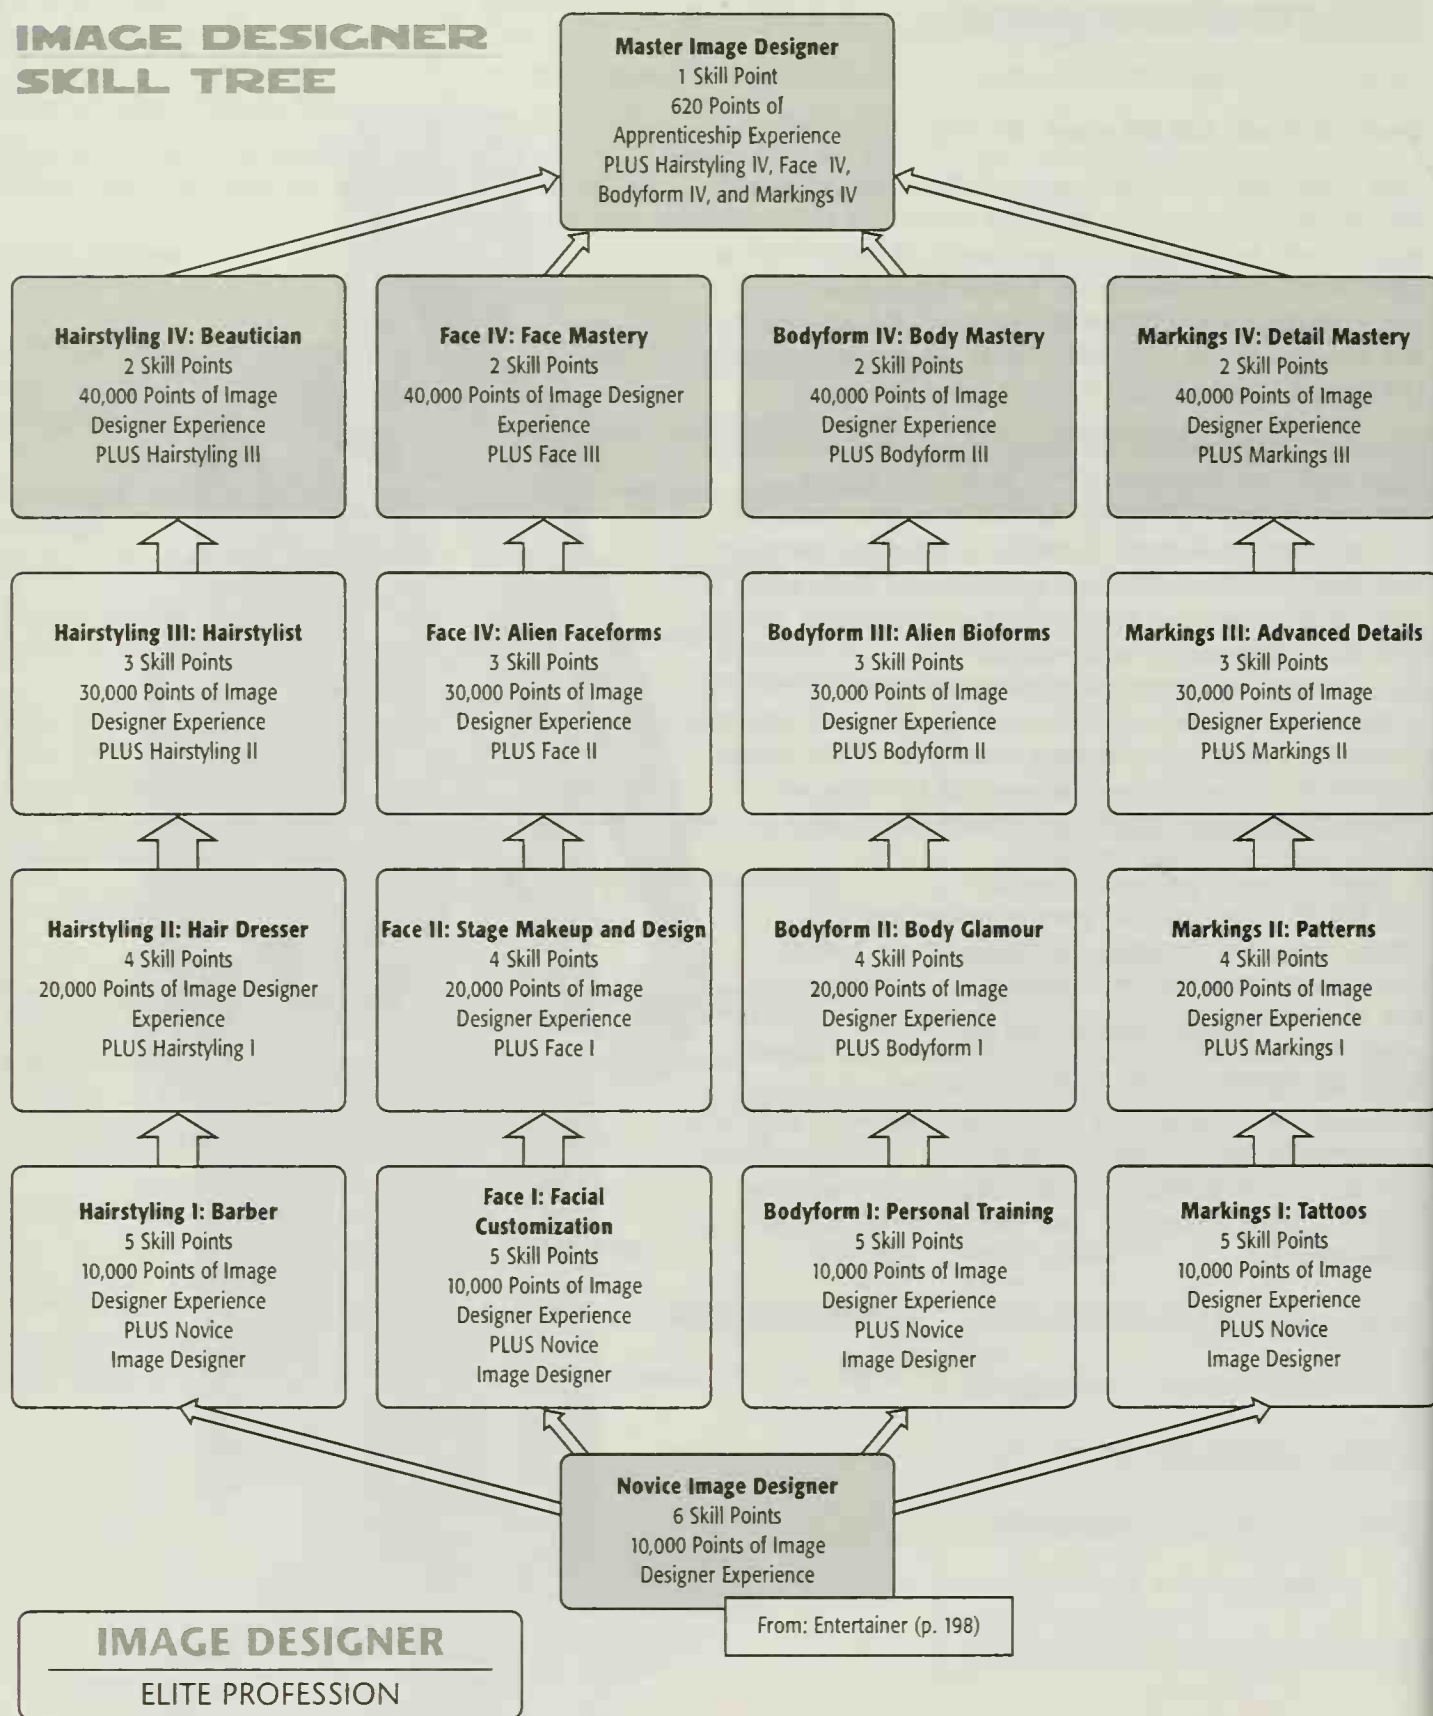 IMAGE DESIGNER
SKILL TREE
Master Image Designer
1 Skill Point
620 Points of
Apprenticeship Experience
PLUS Hairstyling IV, Face IV,
Bodyform IV, and Markings IV
Hairstyling IV: Beautician
2 Skill Points
40,000 Points of Image
Designer Experience
PLUS Hairstyling III
Face IV: Face Mastery
2 Skill Points
40,000 Points of Image Designer
Experience
PLUS Face III
Bodyform IV: Body Mastery
2 Skill Points
40,000 Points of Image
Designer Experience
PLUS Bodyform III
Markings IV: Detail Mastery
2 Skill Points
40,000 Points of Image
Designer Experience
PLUS Markings III
Hairstyling III: Hairstylist
3 Skill Points
30,000 Points of Image
Designer Experience
PLUS Hairstyling II
Face IV: Alien Faceforms
3 Skill Points
30,000 Points of Image
Designer Experience
PLUS Face II
Bodyform III: Alien Bioforms
3 Skill Points
30,000 Points of Image
Designer Experience
PLUS Bodyform II
Markings III: Advanced Details
3 Skill Points
30,000 Points of Image
Designer Experience
PLUS Markings II
Hairstyling II: Hair Dresser
4 Skill Points
20,000 Points of Image Designer
Experience
PLUS Hairstyling I
Face II: Stage Makeup and Design
4 Skill Points
20,000 Points of Image
Designer Experience
PLUS Face I
Bodyform II: Body Glamour
4 Skill Points
20,000 Points of Image
Designer Experience
PLUS Bodyform I
Markings II: Patterns
4 Skill Points
20,000 Points of Image
Designer Experience
PLUS Markings I
Hairstyling I: Barber
5 Skill Points
10,000 Points of Image
Designer Experience
PLUS Novice
Image Designer
Face I: Facial
Customization
5 Skill Points
10,000 Points of Image
Designer Experience
PLUS Novice
Image Designer
Bodyform I: Personal Training
5 Skill Points
10,000 Points of Image
Designer Experience
PLUS Novice
Image Designer
Markings I: Tattoos
5 Skill Points
10,000 Points of Image
Designer Experience
PLUS Novice
Image Designer
Novice Image Designer
6 Skill Points
10,000 Points of Image
Designer Experience
From: Entertainer (p. 198)
IMAGE DESIGNER
ELITE PROFESSION